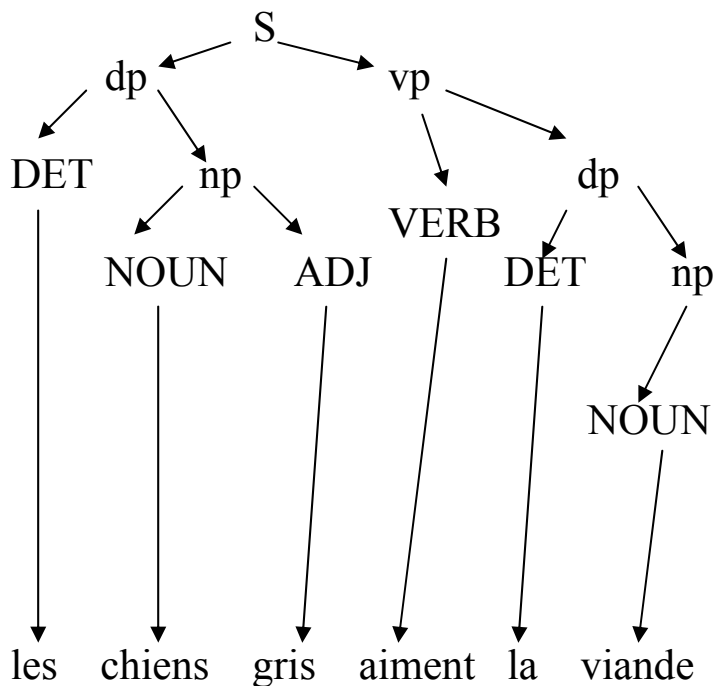 S
dp vp
DET np dp
VERB
NOUN ADJ DET np
NOUN
les chiens gris aiment la viande